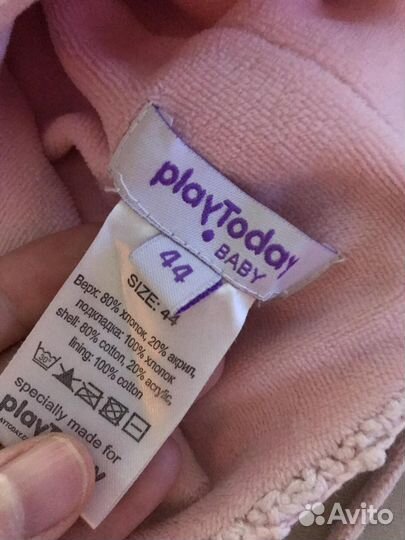 playToday
BABY
44
SIZE: 44
Верх: 80% хлопок, 20% акрил,
подкладка: 100% хлопок
shell: 80% cotton, 20% acrylic,
lining: 100% cotton
30°
specially made for
playToday
Avito